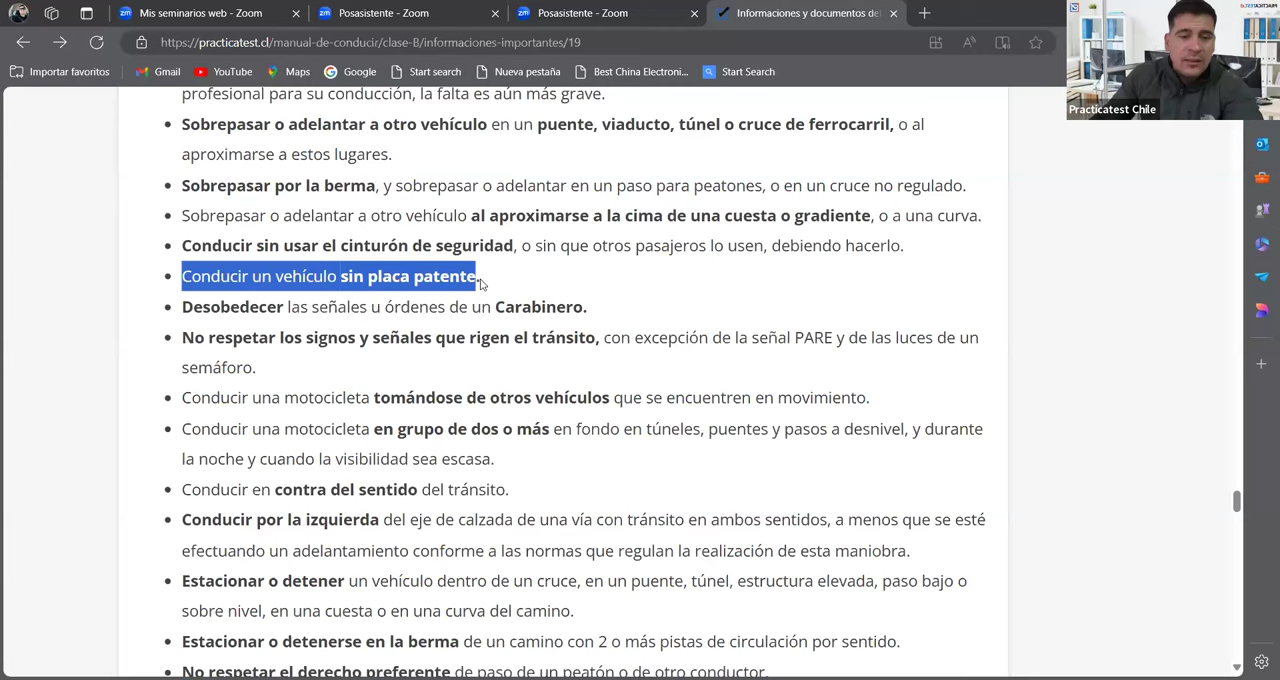 Mis seminarios web - Zoom
Posasistente - Zoom
Posasistente - Zoom
Informaciones y documentos del
https://practicatest.cl/manual-de-conducir/clase-B/informaciones-importantes/19
Importar favoritos
Gmail
YouTube
Maps
Google
Start search
Nueva pestaña
Best China Electroni...
Start Search
Practicatest Chile
profesional para su conducción, la falta es aún más grave.
• Sobrepasar o adelantar a otro vehículo en un puente, viaducto, túnel o cruce de ferrocarril, o al
aproximarse a estos lugares.
• Sobrepasar por la berma, y sobrepasar o adelantar en un paso para peatones, o en un cruce no regulado.
• Sobrepasar o adelantar a otro vehículo al aproximarse a la cima de una cuesta o gradiente, o a una curva.
• Conducir sin usar el cinturón de seguridad, o sin que otros pasajeros lo usen, debiendo hacerlo.
• Conducir un vehículo sin placa patente.
• Desobedecer las señales u órdenes de un Carabinero.
• No respetar los signos y señales que rigen el tránsito, con excepción de la señal PARE y de las luces de un
semáforo.
• Conducir una motocicleta tomándose de otros vehículos que se encuentren en movimiento.
• Conducir una motocicleta en grupo de dos o más en fondo en túneles, puentes y pasos a desnivel, y durante
la noche y cuando la visibilidad sea escasa.
• Conducir en contra del sentido del tránsito.
• Conducir por la izquierda del eje de calzada de una vía con tránsito en ambos sentidos, a menos que se esté
efectuando un adelantamiento conforme a las normas que regulan la realización de esta maniobra.
• Estacionar o detener un vehículo dentro de un cruce, en un puente, túnel, estructura elevada, paso bajo o
sobre nivel, en una cuesta o en una curva del camino.
• Estacionar o detenerse en la berma de un camino con 2 o más pistas de circulación por sentido.
• No respetar el derecho preferente de paso de un peatón o de otro conductor.